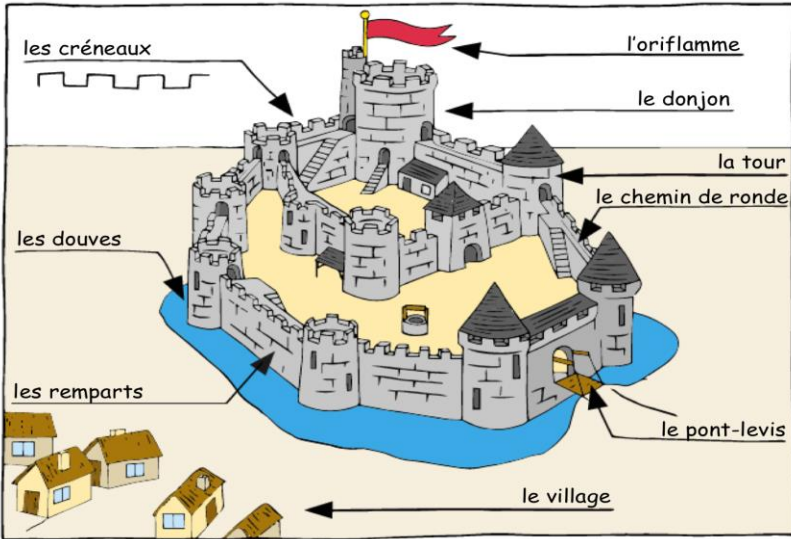 les créneaux
l'oriflamme
le donjon
la tour
le chemin de ronde
les douves
les remparts
le pont-levis
le village